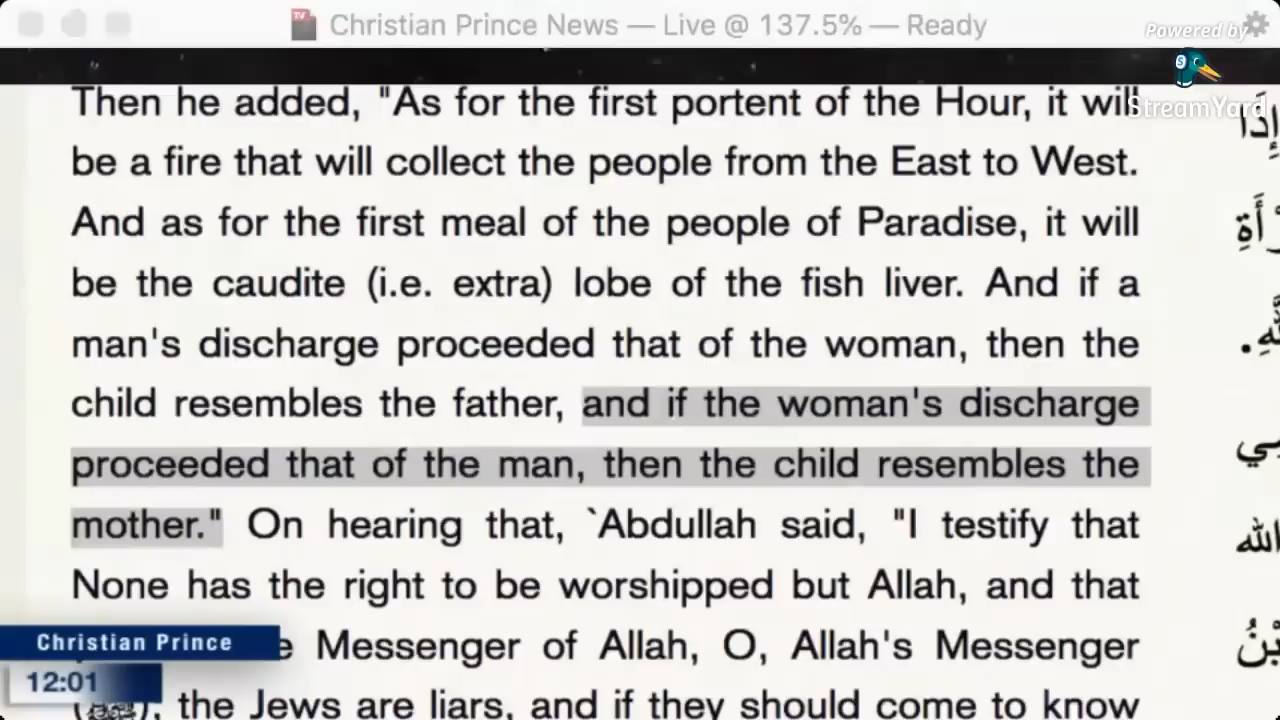 Christian Prince News — Live @ 137.5% — Ready
Powered by
StreamYard
Then he added, "As for the first portent of the Hour, it will
be a fire that will collect the people from the East to West.
And as for the first meal of the people of Paradise, it will
be the caudite (i.e. extra) lobe of the fish liver. And if a
man's discharge proceeded that of the woman, then the
child resembles the father, and if the woman's discharge
proceeded that of the man, then the child resembles the
mother." On hearing that, `Abdullah said, "I testify that
None has the right to be worshipped but Allah, and that
Messenger of Allah, O, Allah's Messenger
(ﷺ), the Jews are liars, and if they should come to know
إِذَا
الله
Christian Prince
12:01